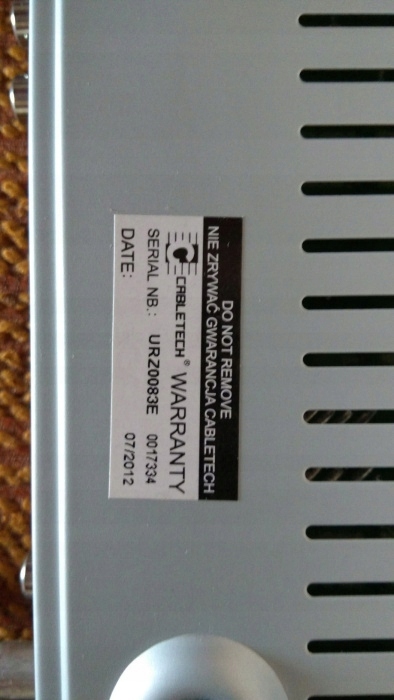 DO NOT REMOVE
NIE ZRYWAĆ GWARANCJA CABLETECH
CABLETECH® WARRANTY
SERIAL NB.: URZ0083E 0017334
DATE: 07/2012